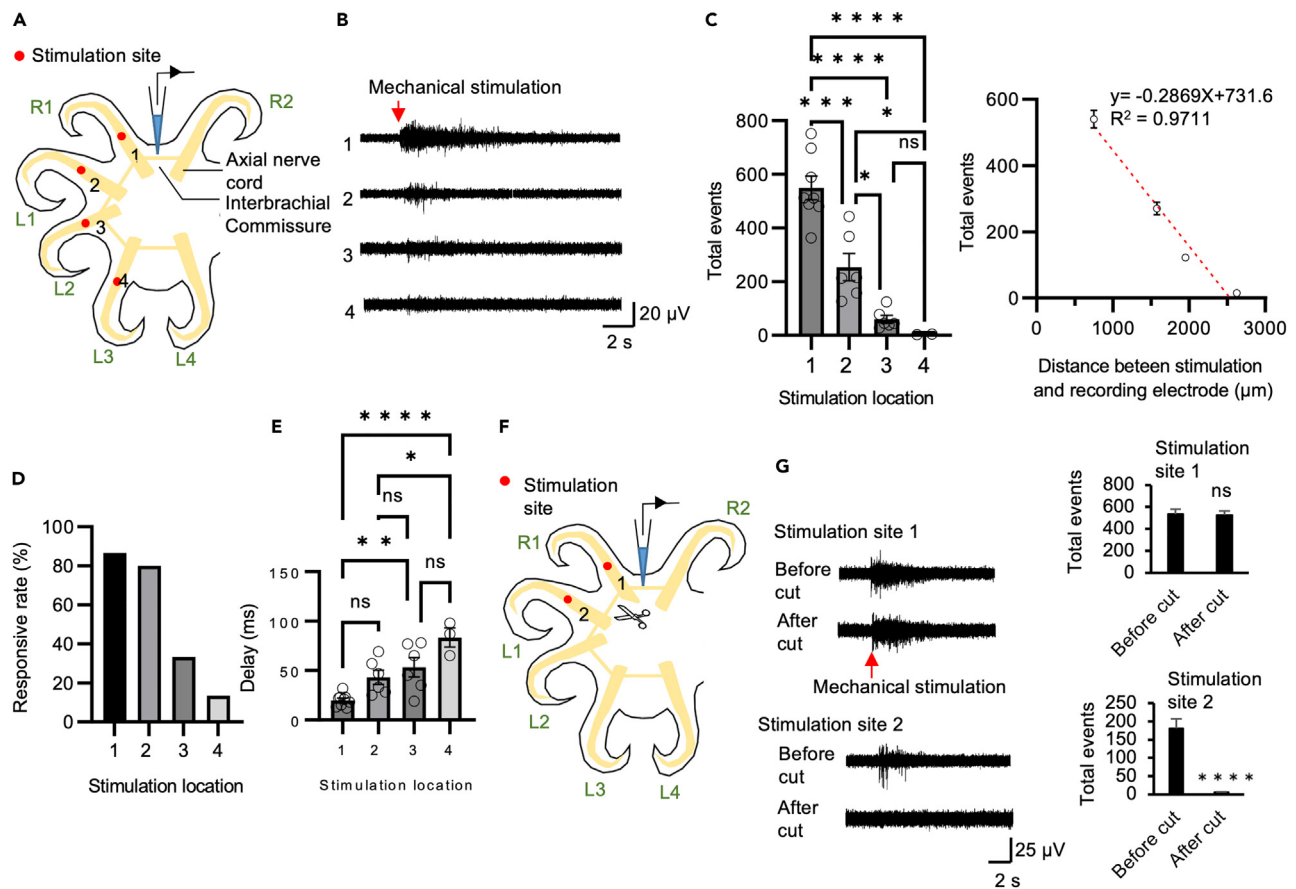 A
Stimulation site
R1
R2
1
2
3
4
Axial nerve
cord
Interbrachial
Commissure
L1
L2
L3
L4
B
Mechanical stimulation
1
2
3
4
20 µV
2 s
C
* * * *
* * * *
* * *
*
ns
*
800
600
400
200
0
Total events
1 2 3 4
Stimulation location
y= -0.2869X+731.6
R² = 0.9711
600
400
200
0
Total events
0 1000 2000 3000
Distance beteen stimulation
and recording electrode (µm)
D
100
80
60
40
20
0
Responsive rate (%)
1 2 3 4
Stimulation location
E
* * * *
*
ns
* *
ns
ns
150
100
50
0
Delay (ms)
1 2 3 4
Stimulation location
F
Stimulation
site
R1
R2
1
2
L1
L2
L3
L4
G
Stimulation site 1
Before
cut
After
cut
Mechanical stimulation
Stimulation site 2
Before
cut
After
cut
25 µV
2 s
Stimulation
site 1
ns
800
600
400
200
0
Total events
Before cut
After cut
Stimulation
site 2
* * * *
250
200
150
100
50
0
Total events
Before cut
After cut